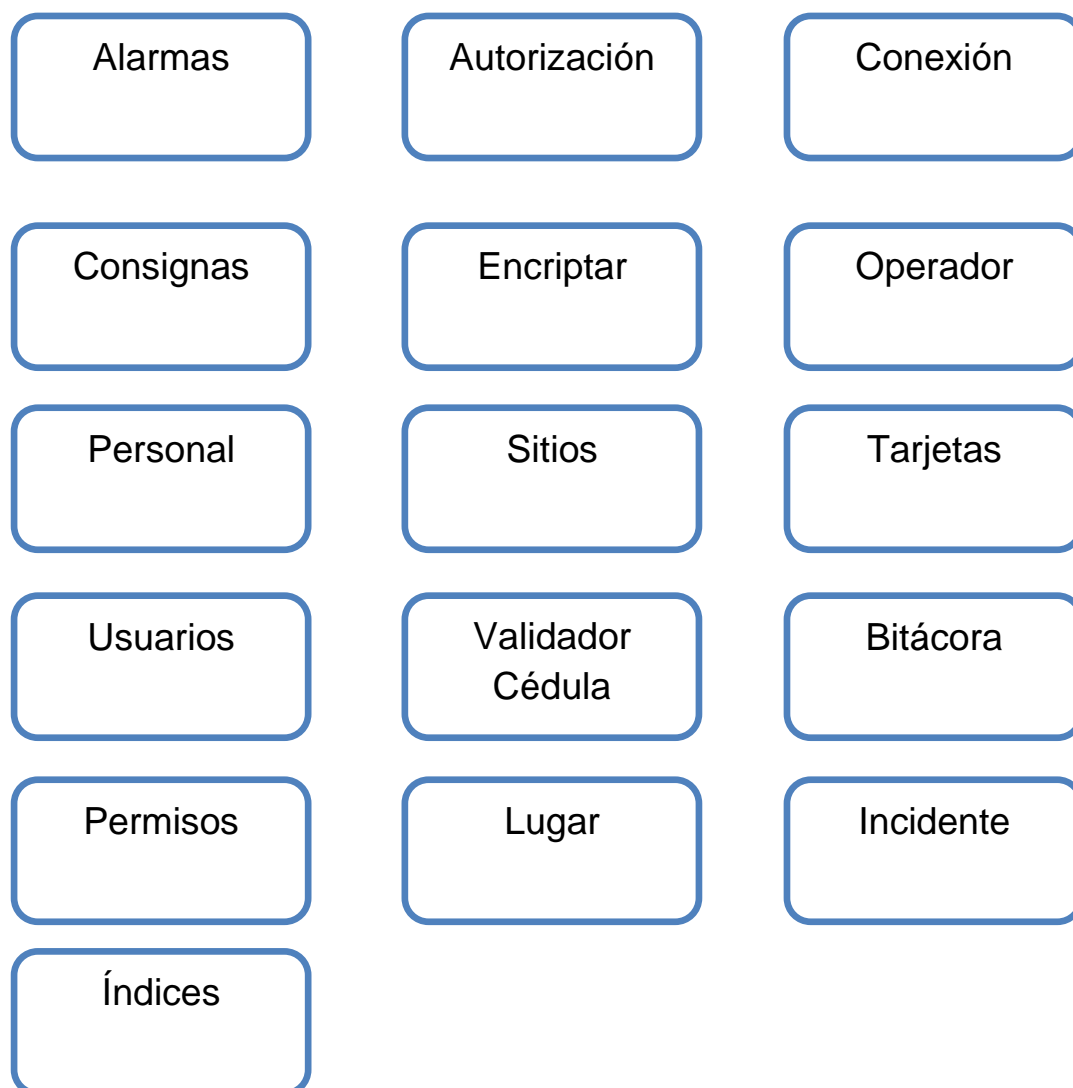 Alarmas
Autorización
Conexión
Consignas
Encriptar
Operador
Personal
Sitios
Tarjetas
Usuarios
Validador
Cédula
Bitácora
Permisos
Lugar
Incidente
Índices